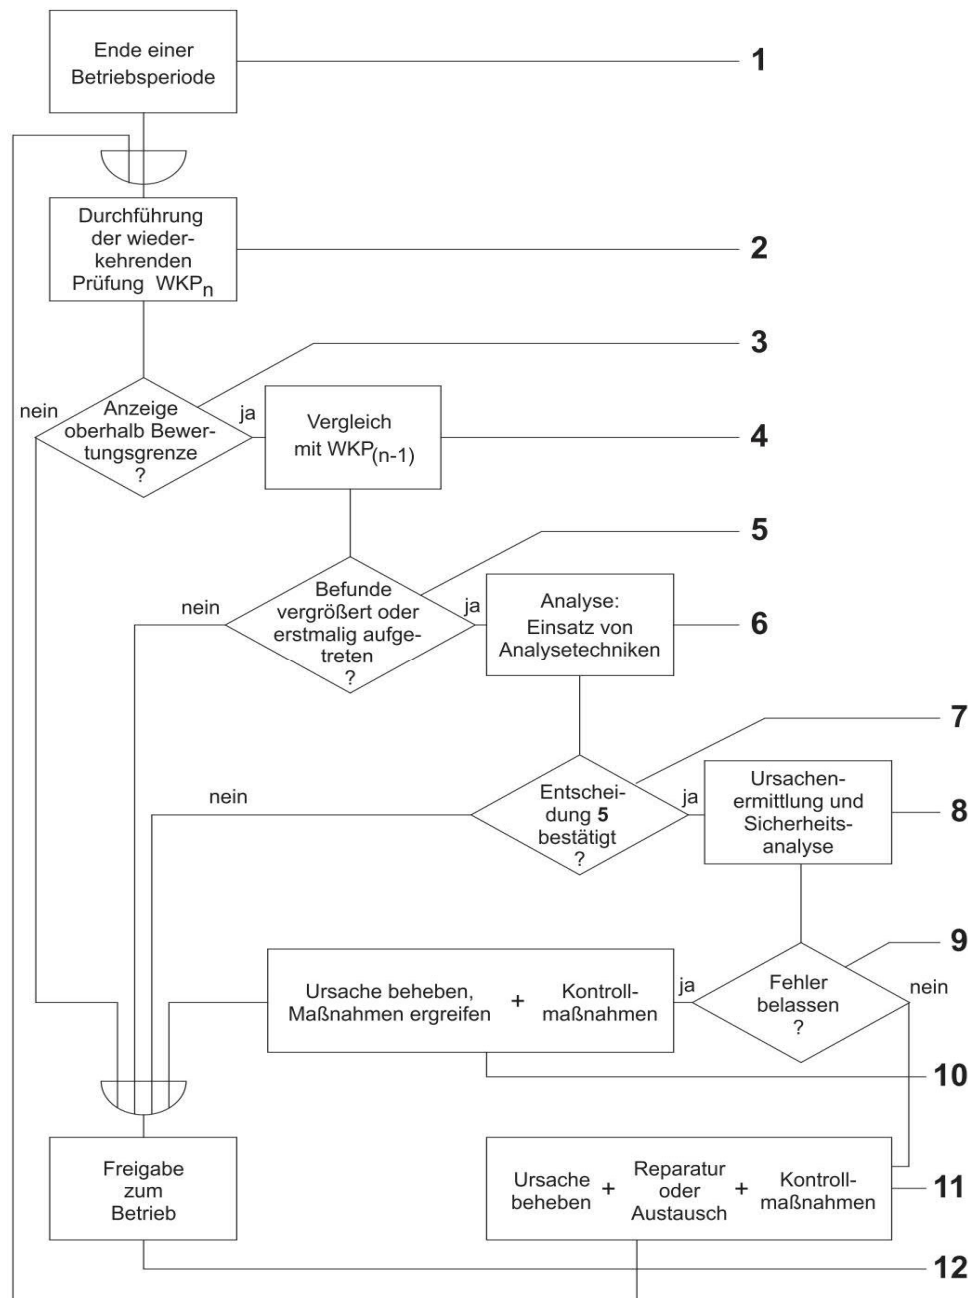 Ende einer
Betriebsperiode
1
Durchführung
der wieder-
kehrenden
Prüfung WKPn
2
3
nein
Anzeige
oberhalb Bewer-
tungsgrenze
?
ja
Vergleich
mit WKP(n-1)
4
5
nein
Befunde
vergrößert oder
erstmalig aufge-
treten
?
ja
Analyse:
Einsatz von
Analysetechniken
6
7
nein
Entschei-
dung 5
bestätigt
?
ja
Ursachen-
ermittlung und
Sicherheits-
analyse
8
9
Fehler
belassen
?
nein
ja
Ursache beheben,
Maßnahmen ergreifen
+
Kontroll-
maßnahmen
10
Freigabe
zum
Betrieb
Ursache
beheben
+
Reparatur
oder
Austausch
+
Kontroll-
maßnahmen
11
12